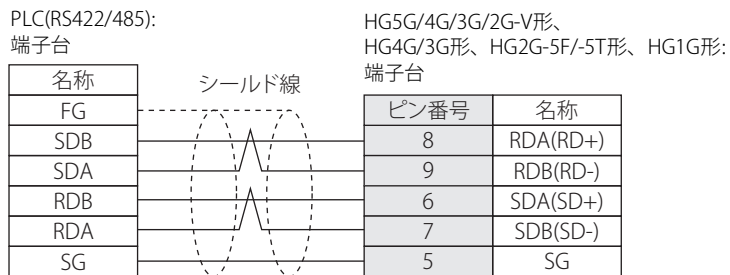 PLC(RS422/485):
端子台
HG5G/4G/3G/2G-V形、
HG4G/3G形、HG2G-5F/-5T形、HG1G形:
端子台
名称
シールド線
FG
ピン番号 名称
SDB 8 RDA(RD+)
SDA 9 RDB(RD-)
RDB 6 SDA(SD+)
RDA 7 SDB(SD-)
SG 5 SG